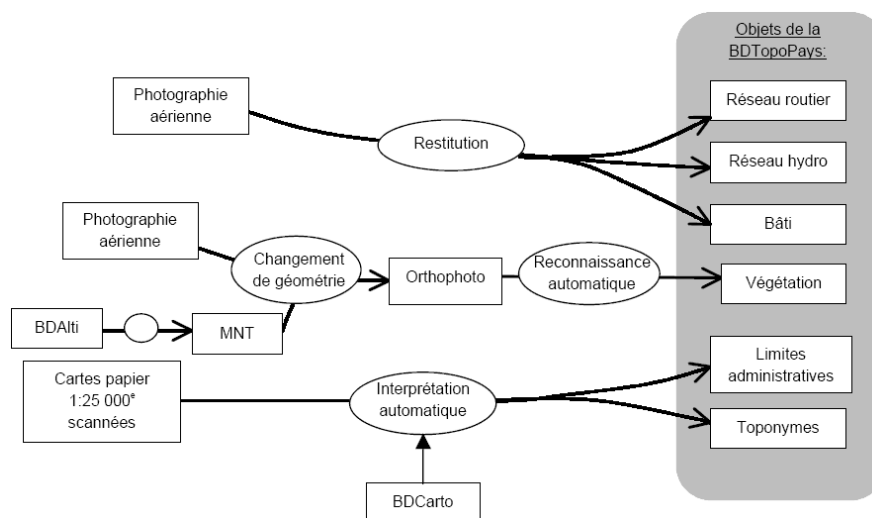 Objets de la
BDTopoPays:
Photographie
aérienne
Restitution
Réseau routier
Réseau hydro
Bâti
Photographie
aérienne
Changement
de géométrie
Orthophoto
Reconnaissance
automatique
Végétation
BDAlti
MNT
Cartes papier
1:25 000ᵉ
scannées
Interprétation
automatique
Limites
administratives
Toponymes
BDCarto